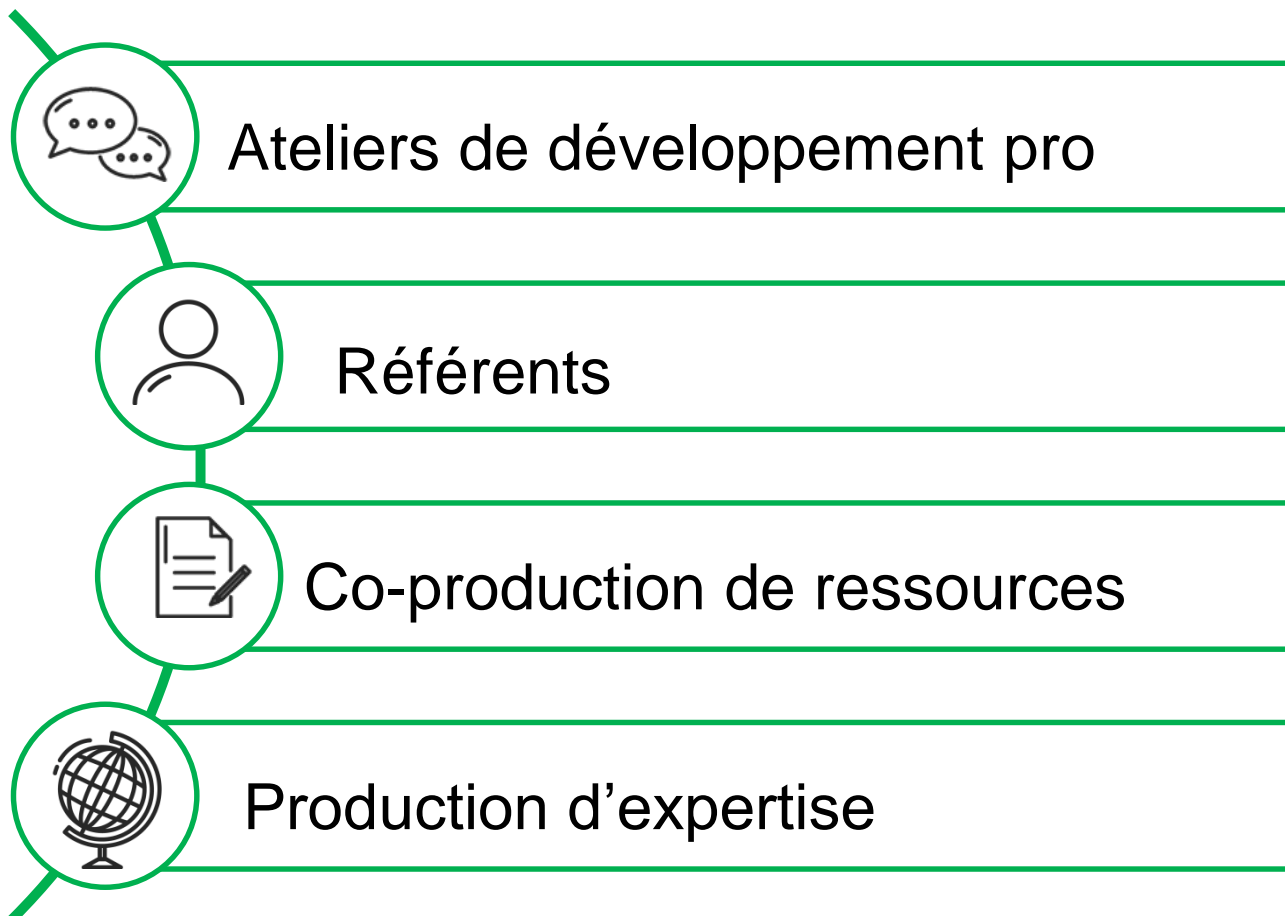 Ateliers de développement pro
Référents
Co-production de ressources
Production d’expertise